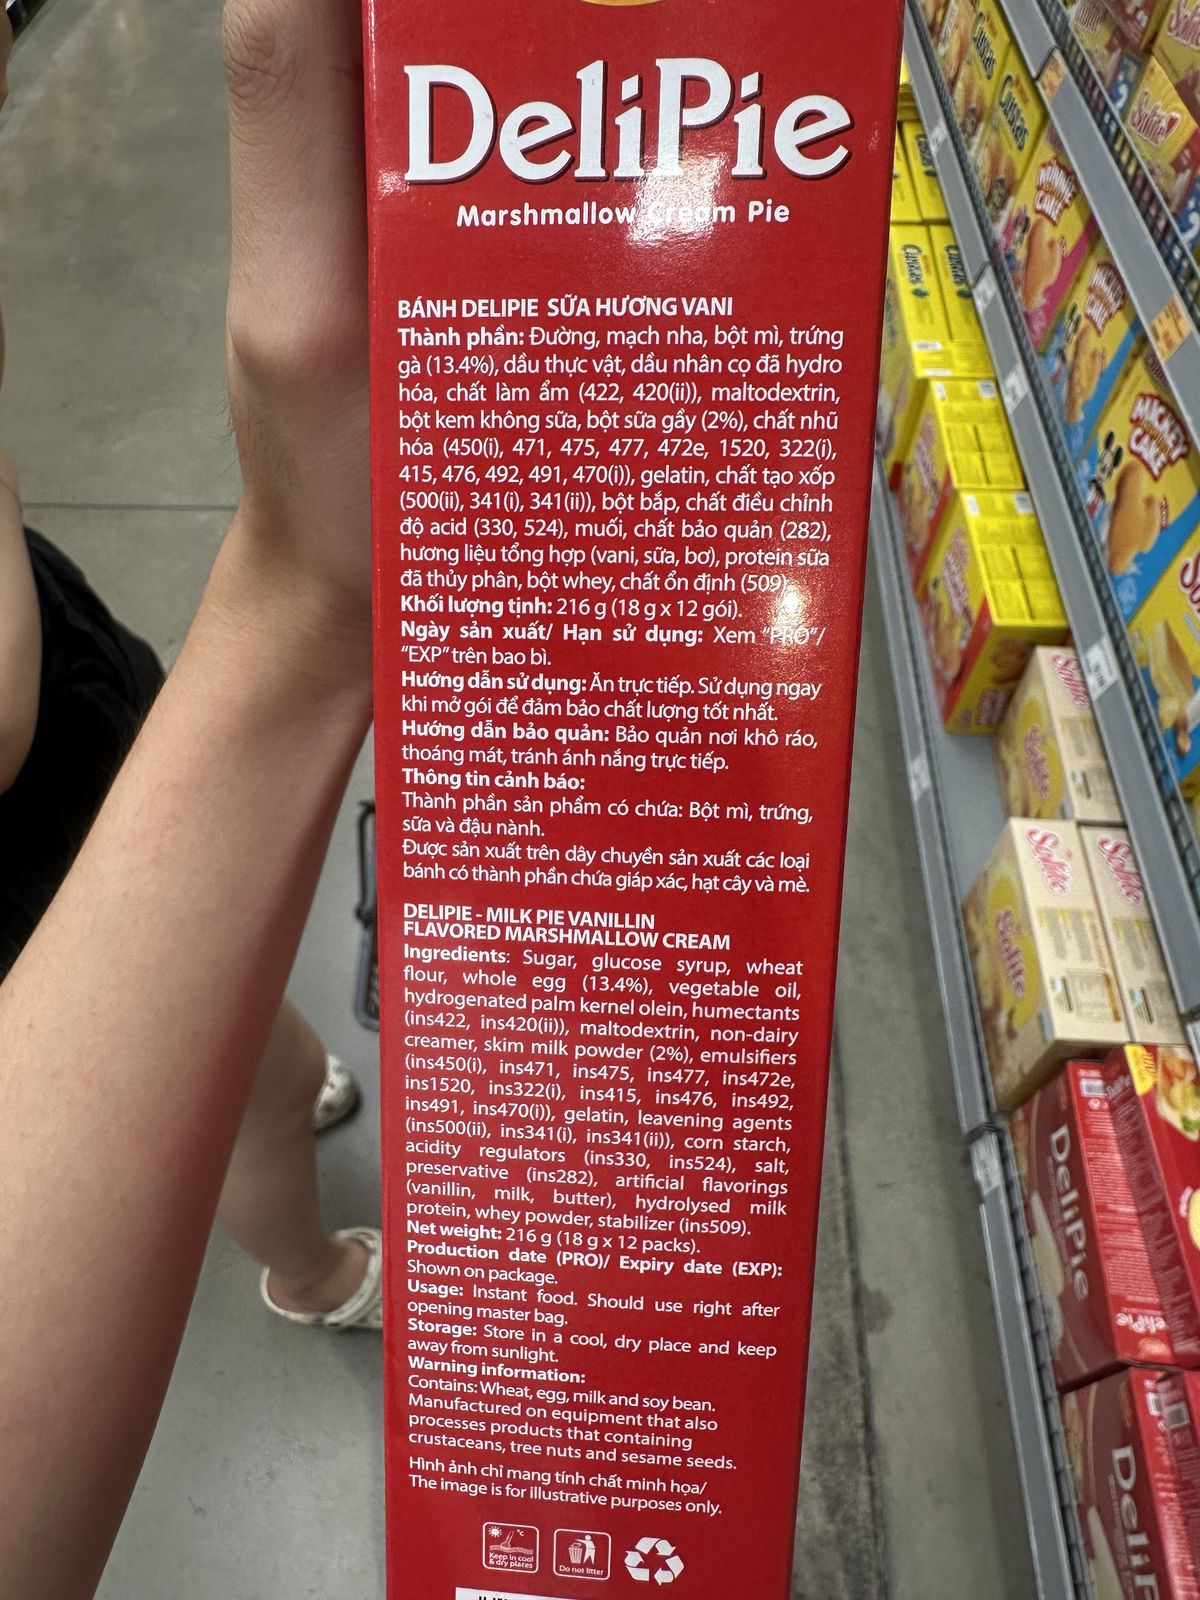 DeliPie
Marshmallow Cream Pie
BÁNH DELIPIE SỮA HƯƠNG VANI
Thành phần: Đường, mạch nha, bột mì, trứng
gà (13.4%), dầu thực vật, dầu nhân cọ đã hydro
hóa, chất làm ẩm (422, 420(ii)), maltodextrin,
bột kem không sữa, bột sữa gầy (2%), chất nhũ
hóa (450(i), 471, 475, 477, 472e, 1520, 322(i),
415, 476, 492, 491, 470(i)), gelatin, chất tạo xốp
(500(ii), 341(i), 341(ii)), bột bắp, chất điều chỉnh
độ acid (330, 524), muối, chất bảo quản (282),
hương liệu tổng hợp (vani, sữa, bơ), protein sữa
đã thủy phân, bột whey, chất ổn định (509).
Khối lượng tịnh: 216 g (18 g x 12 gói).
Ngày sản xuất/ Hạn sử dụng: Xem "PRO"/
"EXP" trên bao bì.
Hướng dẫn sử dụng: Ăn trực tiếp. Sử dụng ngay
khi mở gói để đảm bảo chất lượng tốt nhất.
Hướng dẫn bảo quản: Bảo quản nơi khô ráo,
thoáng mát, tránh ánh nắng trực tiếp.
Thông tin cảnh báo:
Thành phần sản phẩm có chứa: Bột mì, trứng,
sữa và đậu nành.
Được sản xuất trên dây chuyền sản xuất các loại
bánh có thành phần chứa giáp xác, hạt cây và mè.
DELIPIE - MILK PIE VANILLIN
FLAVORED MARSHMALLOW CREAM
Ingredients: Sugar, glucose syrup, wheat
flour, whole egg (13.4%), vegetable oil,
hydrogenated palm kernel olein, humectants
(ins422, ins420(ii)), maltodextrin, non-dairy
creamer, skim milk powder (2%), emulsifiers
(ins450(i), ins471, ins475, ins477, ins472e,
ins1520, ins322(i), ins415, ins476, ins492,
ins491, ins470(i)), gelatin, leavening agents
(ins500(ii), ins341(i), ins341(ii)), corn starch,
acidity regulators (ins330, ins524), salt,
preservative (ins282), artificial flavorings
(vanillin, milk, butter), hydrolysed milk
protein, whey powder, stabilizer (ins509).
Net weight: 216 g (18 g x 12 packs).
Production date (PRO)/ Expiry date (EXP):
Shown on package.
Usage: Instant food. Should use right after
opening master bag.
Storage: Store in a cool, dry place and keep
away from sunlight.
Warning information:
Contains: Wheat, egg, milk and soy bean.
Manufactured on equipment that also
processes products that containing
crustaceans, tree nuts and sesame seeds.
Hình ảnh chỉ mang tính chất minh họa/
The image is for illustrative purposes only.
Keep in cool
& dry places
Do not litter
Solite
Solite
Solite
MICKEY
CAKE
DeliPie